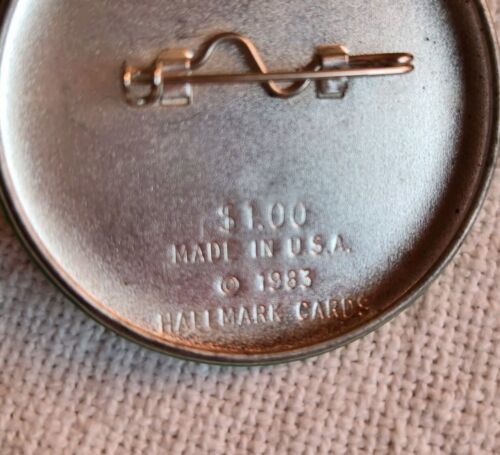 $1.00
MADE IN U.S.A.
© 1983
HALLMARK CARDS